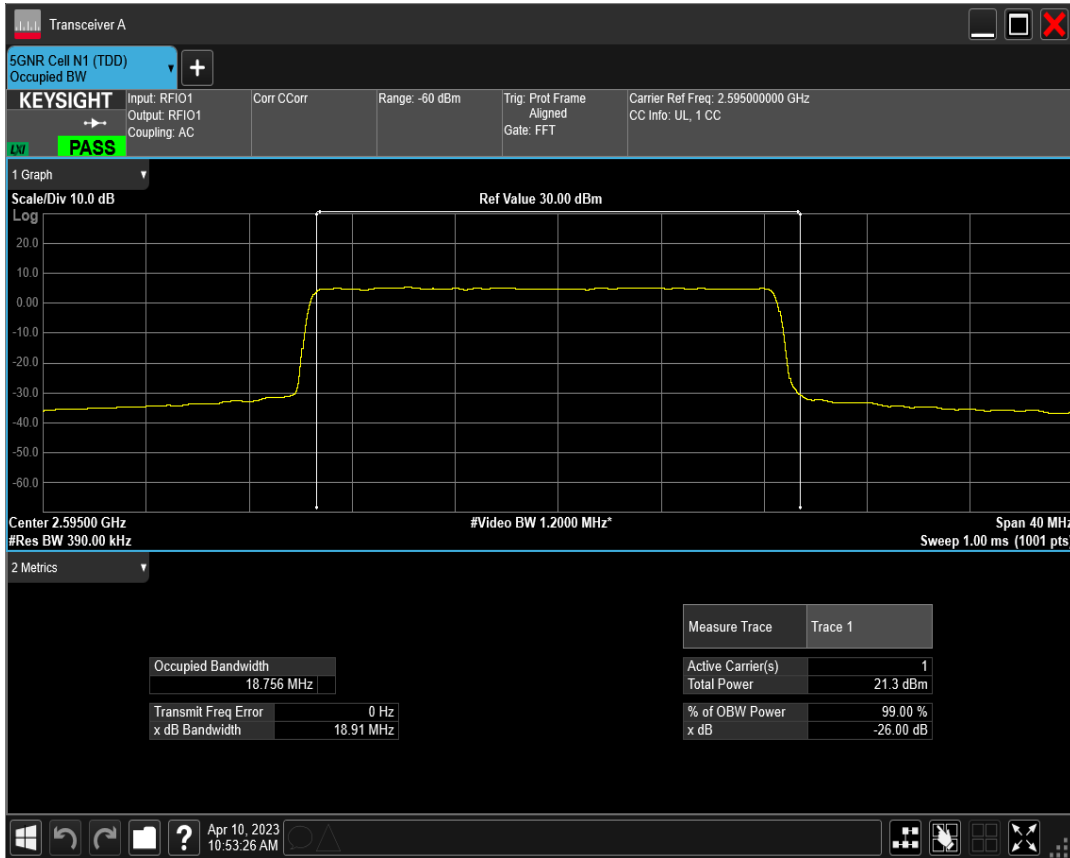 Transceiver A
5GNR Cell N1 (TDD)
Occupied BW
+
KEYSIGHT
LXI
PASS
Input: RFIO1
Output: RFIO1
Coupling: AC
Corr CCorr
Range: -60 dBm
Trig: Prot Frame
Aligned
Gate: FFT
Carrier Ref Freq: 2.595000000 GHz
CC Info: UL, 1 CC
1 Graph
Scale/Div 10.0 dB
Ref Value 30.00 dBm
Log
20.0
10.0
0.00
-10.0
-20.0
-30.0
-40.0
-50.0
-60.0
Center 2.59500 GHz
#Video BW 1.2000 MHz*
Span 40 MHz
#Res BW 390.00 kHz
Sweep 1.00 ms (1001 pts)
2 Metrics
Measure Trace Trace 1
Occupied Bandwidth
18.756 MHz
Active Carrier(s) 1
Total Power 21.3 dBm
Transmit Freq Error 0 Hz
x dB Bandwidth 18.91 MHz
% of OBW Power 99.00 %
x dB -26.00 dB
?
Apr 10, 2023
10:53:26 AM